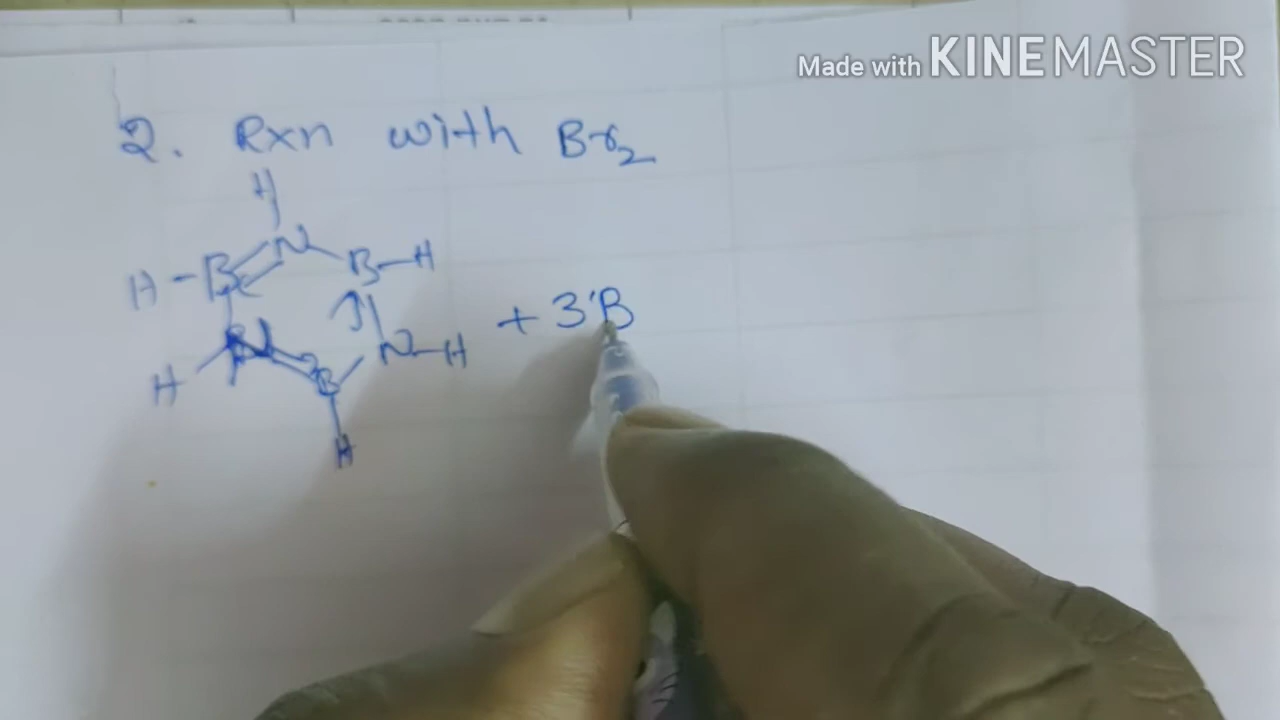 Made with KINEMASTER
2. Rxn with Br2
H
H-B=N-B-H
N-H
+ 3B
H N B
H